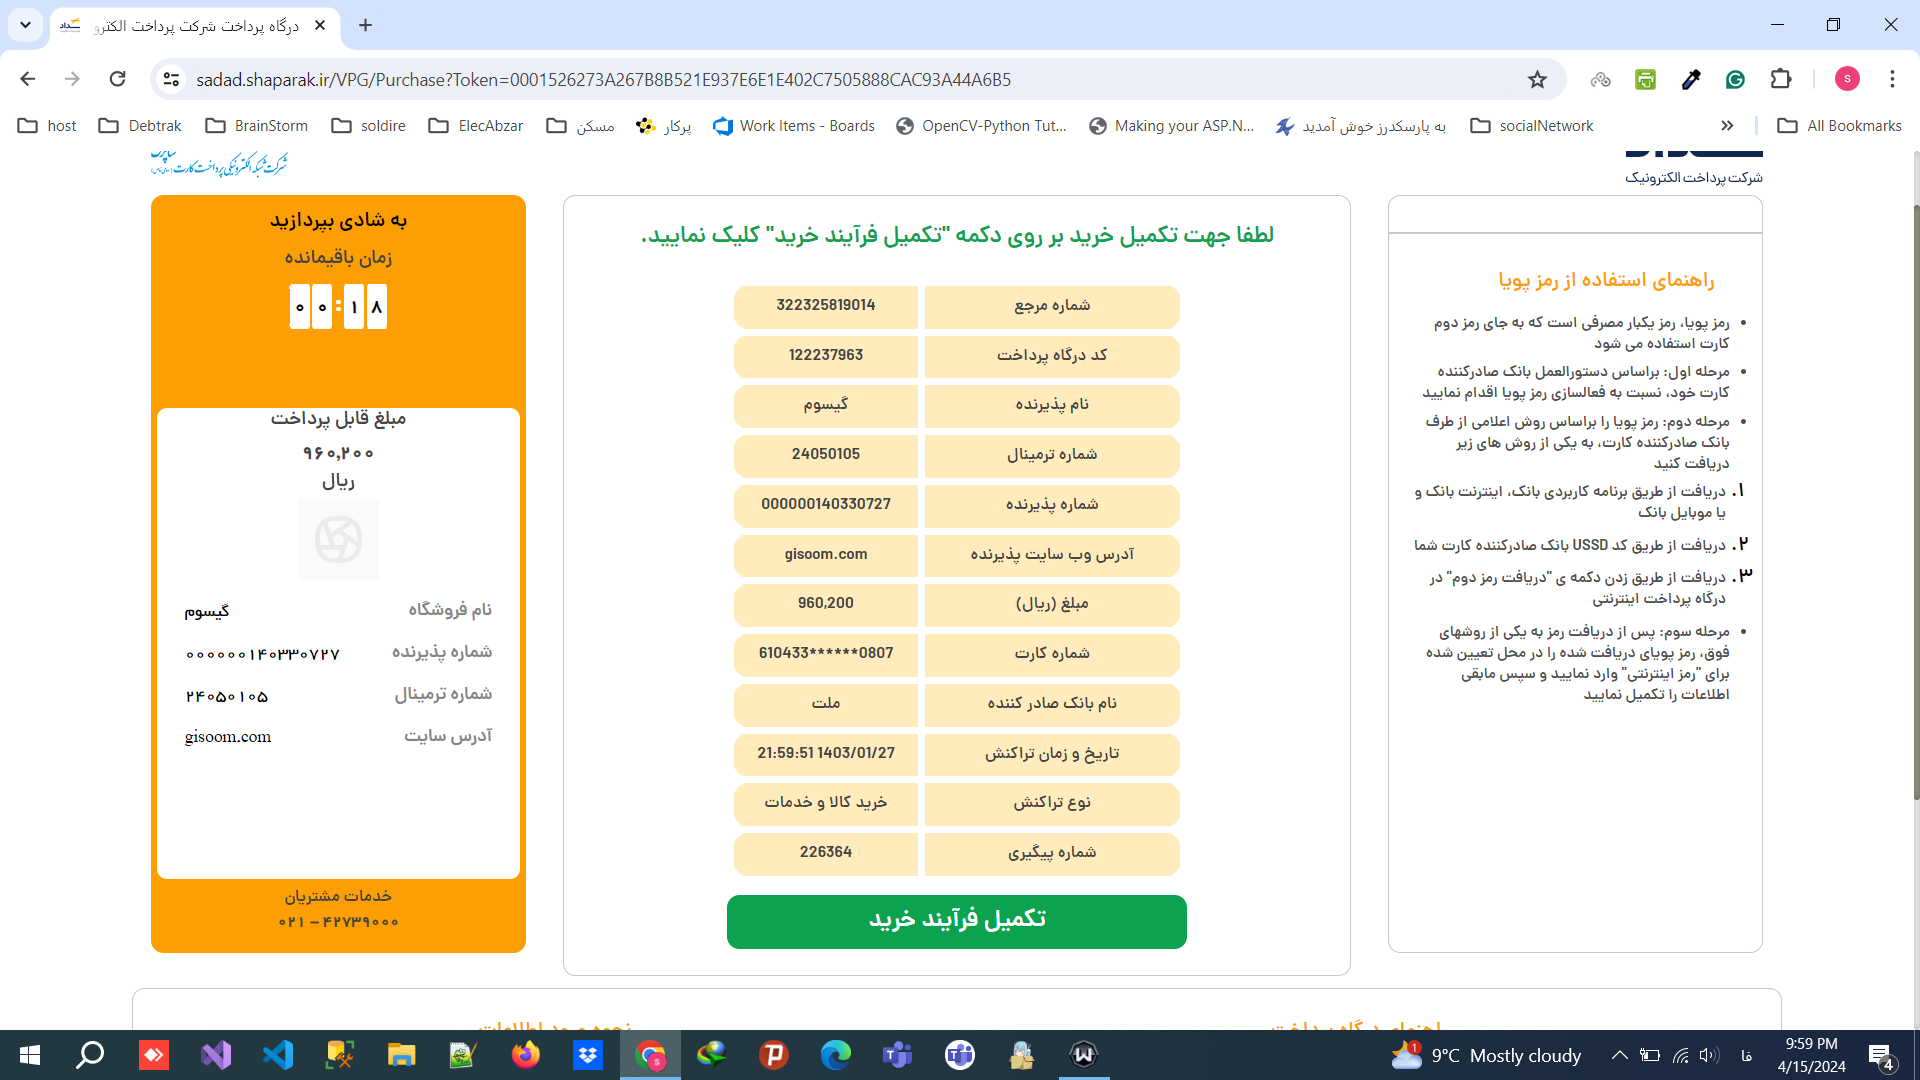 درگاه پرداخت شرکت پرداخت الکترو
sadad.shaparak.ir/VPG/Purchase?Token=0001526273A267B8B521E937E6E1E402C7505888CAC93A44A6B5
host
Debtrak
BrainStorm
soldire
ElecAbzar
مسکن
پرکار
Work Items - Boards
OpenCV-Python Tut...
Making your ASP.N...
به پارسکدرز خوش آمدید
socialNetwork
All Bookmarks
شرکت پرداخت الکترونیک
راهنمای استفاده از رمز پویا
رمز پویا، رمز یکبار مصرفی است که به جای رمز دوم
کارت استفاده می شود
مرحله اول: براساس دستورالعمل بانک صادرکننده
کارت خود، نسبت به فعالسازی رمز پویا اقدام نمایید
مرحله دوم: رمز پویا را براساس روش اعلامی از طرف
بانک صادرکننده کارت، به یکی از روش های زیر
دریافت کنید
۱. دریافت از طریق برنامه کاربردی بانک، اینترنت بانک و
یا موبایل بانک
۲. دریافت از طریق کد USSD بانک صادرکننده کارت شما
۳. دریافت از طریق زدن دکمه ی "دریافت رمز دوم" در
درگاه پرداخت اینترنتی
مرحله سوم: پس از دریافت رمز به یکی از روشهای
فوق، رمز پویای دریافت شده را در محل تعیین شده
برای "رمز اینترنتی" وارد نمایید و سپس مابقی
اطلاعات را تکمیل نمایید
لطفا جهت تکمیل خرید بر روی دکمه "تکمیل فرآیند خرید" کلیک نمایید.
شماره مرجع 322325819014
کد درگاه پرداخت 122237963
نام پذیرنده گیسوم
شماره ترمینال 24050105
شماره پذیرنده 000000140330727
آدرس وب سایت پذیرنده gisoom.com
مبلغ (ریال) 960,200
شماره کارت 610433******0807
نام بانک صادر کننده ملت
تاریخ و زمان تراکنش 1403/01/27 21:59:51
نوع تراکنش خرید کالا و خدمات
شماره پیگیری 226364
تکمیل فرآیند خرید
شرکت شبکه الکترونیکی پرداخت کارت
به شادی بپردازید
زمان باقیمانده
۰۰:۱۸
مبلغ قابل پرداخت
۹۶۰,۲۰۰
ریال
نام فروشگاه گیسوم
شماره پذیرنده ۰۰۰۰۰۰۱۴۰۳۳۰۷۲۷
شماره ترمینال ۲۴۰۵۰۱۰۵
آدرس سایت gisoom.com
خدمات مشتریان
۰۲۱ – ۴۲۷۳۹۰۰۰
9°C Mostly cloudy
فا
9:59 PM
4/15/2024
4